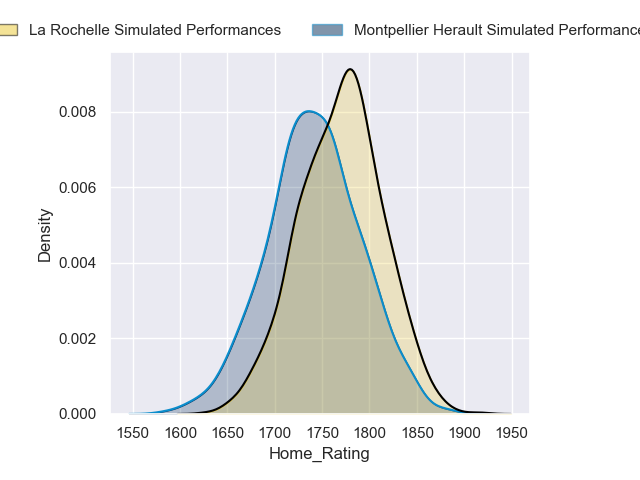 La Rochelle Simulated Performances
Montpellier Herault Simulated Performance
0.008
0.006
0.004
0.002
0.000
Density
1550 1600 1650 1700 1750 1800 1850 1900 1950
Home_Rating